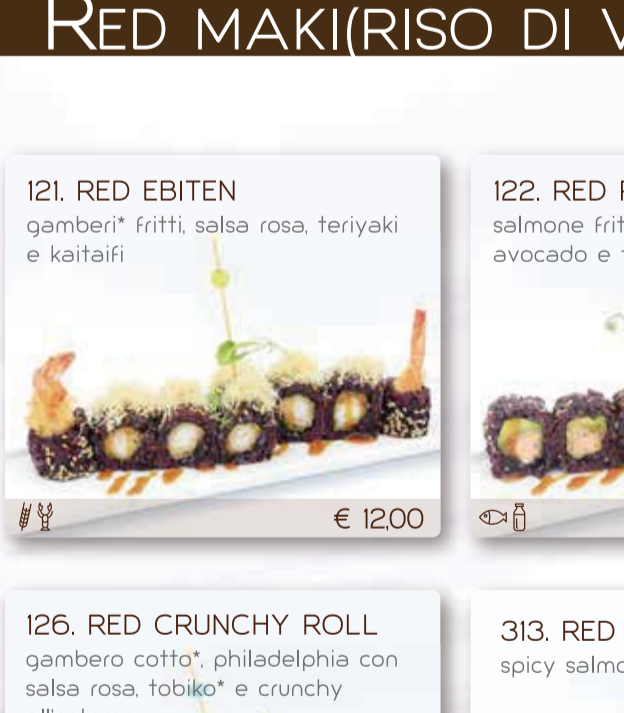 RED MAKI(RISO DI
121. RED EBITEN
gamberi* fritti, salsa rosa, teriyaki
e kaitaifi
€ 12,00
122. RED
salmone frit
avocado e
126. RED CRUNCHY ROLL
gambero cotto*, philadelphia con
salsa rosa, tobiko* e crunchy
313. RED
spicy salmo